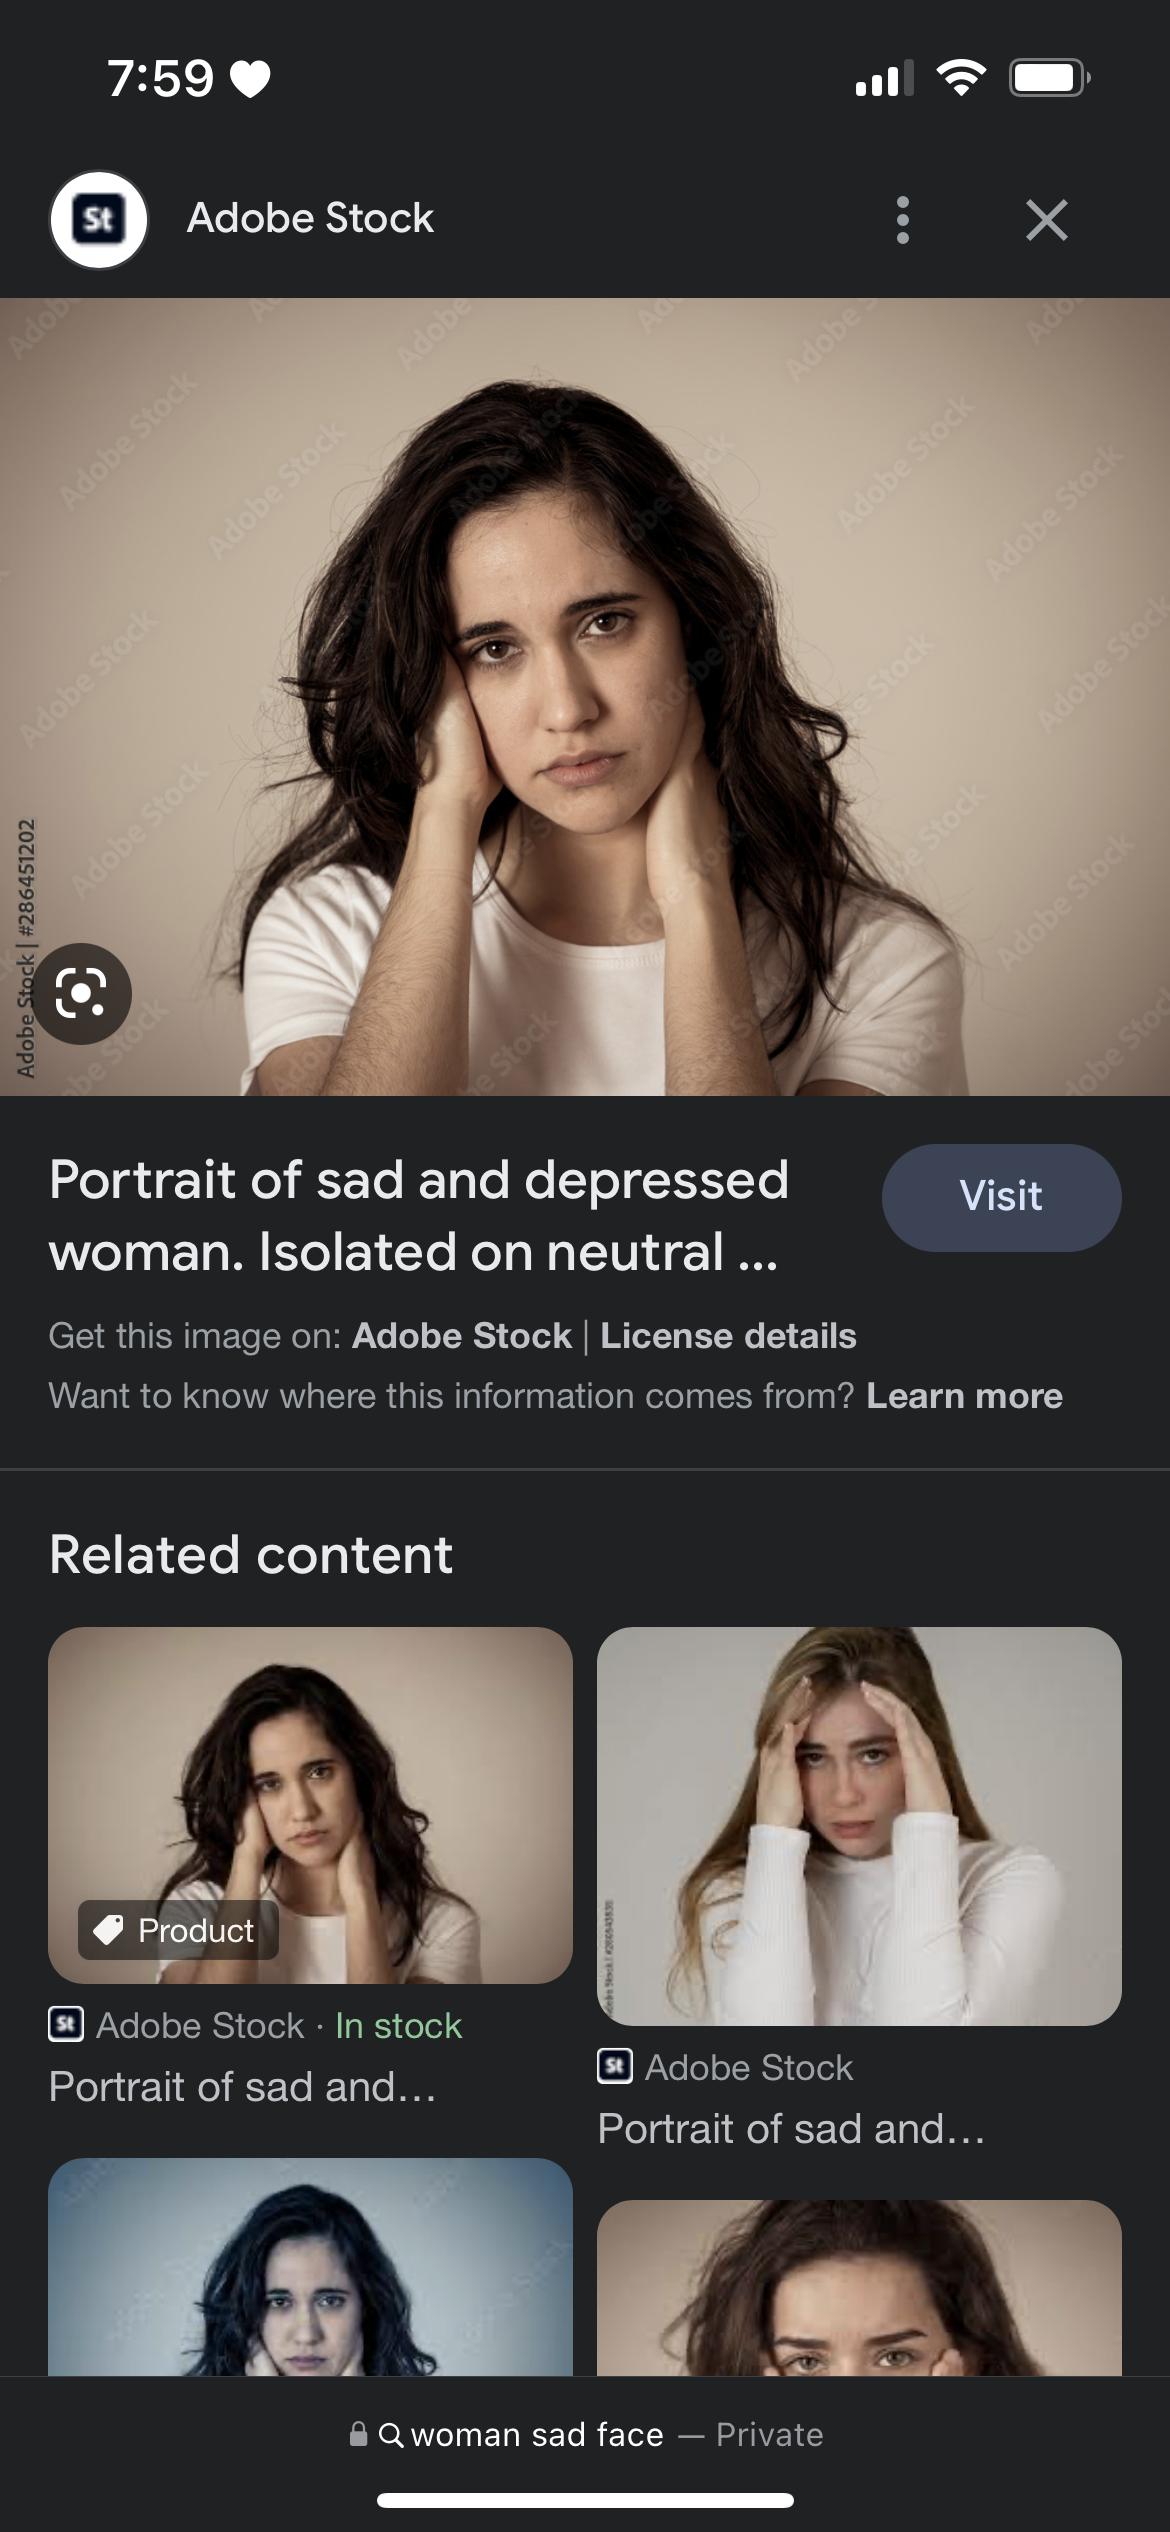 7:59
St
Adobe Stock
Adobe Stock | #286451202
Portrait of sad and depressed
woman. Isolated on neutral ...
Visit
Get this image on: Adobe Stock | License details
Want to know where this information comes from? Learn more
Related content
Product
St Adobe Stock · In stock
Portrait of sad and...
St Adobe Stock
Portrait of sad and...
woman sad face — Private